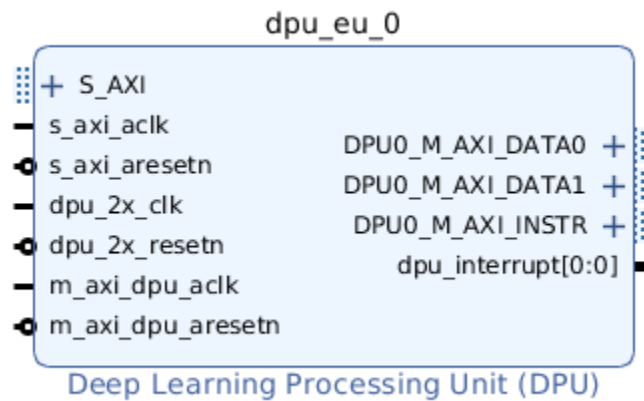 dpu_eu_0
+ S_AXI
s_axi_aclk
s_axi_aresetn
dpu_2x_clk
dpu_2x_resetn
m_axi_dpu_aclk
m_axi_dpu_aresetn
DPU0_M_AXI_DATA0 +
DPU0_M_AXI_DATA1 +
DPU0_M_AXI_INSTR +
dpu_interrupt[0:0]
Deep Learning Processing Unit (DPU)